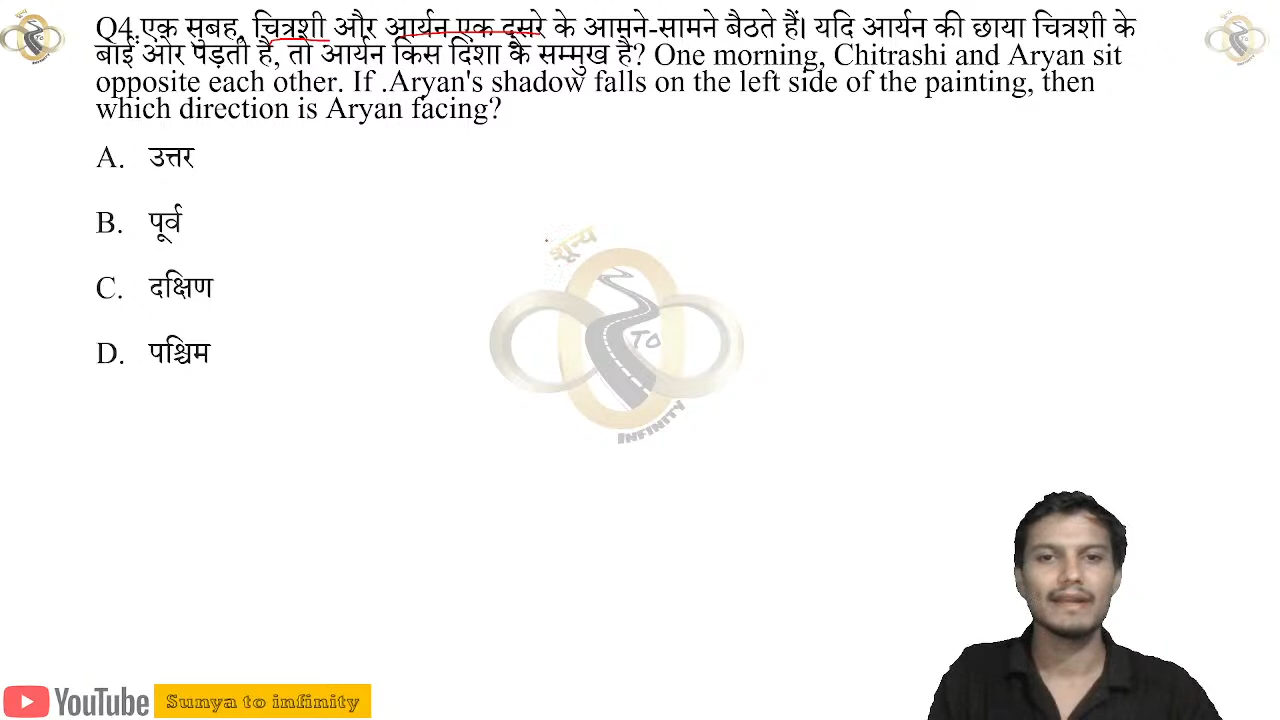 Q4.एक सुबह, चित्रशी और आर्यन एक दूसरे के आमने-सामने बैठते हैं। यदि आर्यन की छाया चित्रशी के
बाईं ओर पड़ती है, तो आर्यन किस दिशा के सम्मुख है? One morning, Chitrashi and Aryan sit
opposite each other. If .Aryan's shadow falls on the left side of the painting, then
which direction is Aryan facing?
A. उत्तर
B. पूर्व
C. दक्षिण
D. पश्चिम
शून्य
TO
INFINITY
YouTube
Sunya to infinity